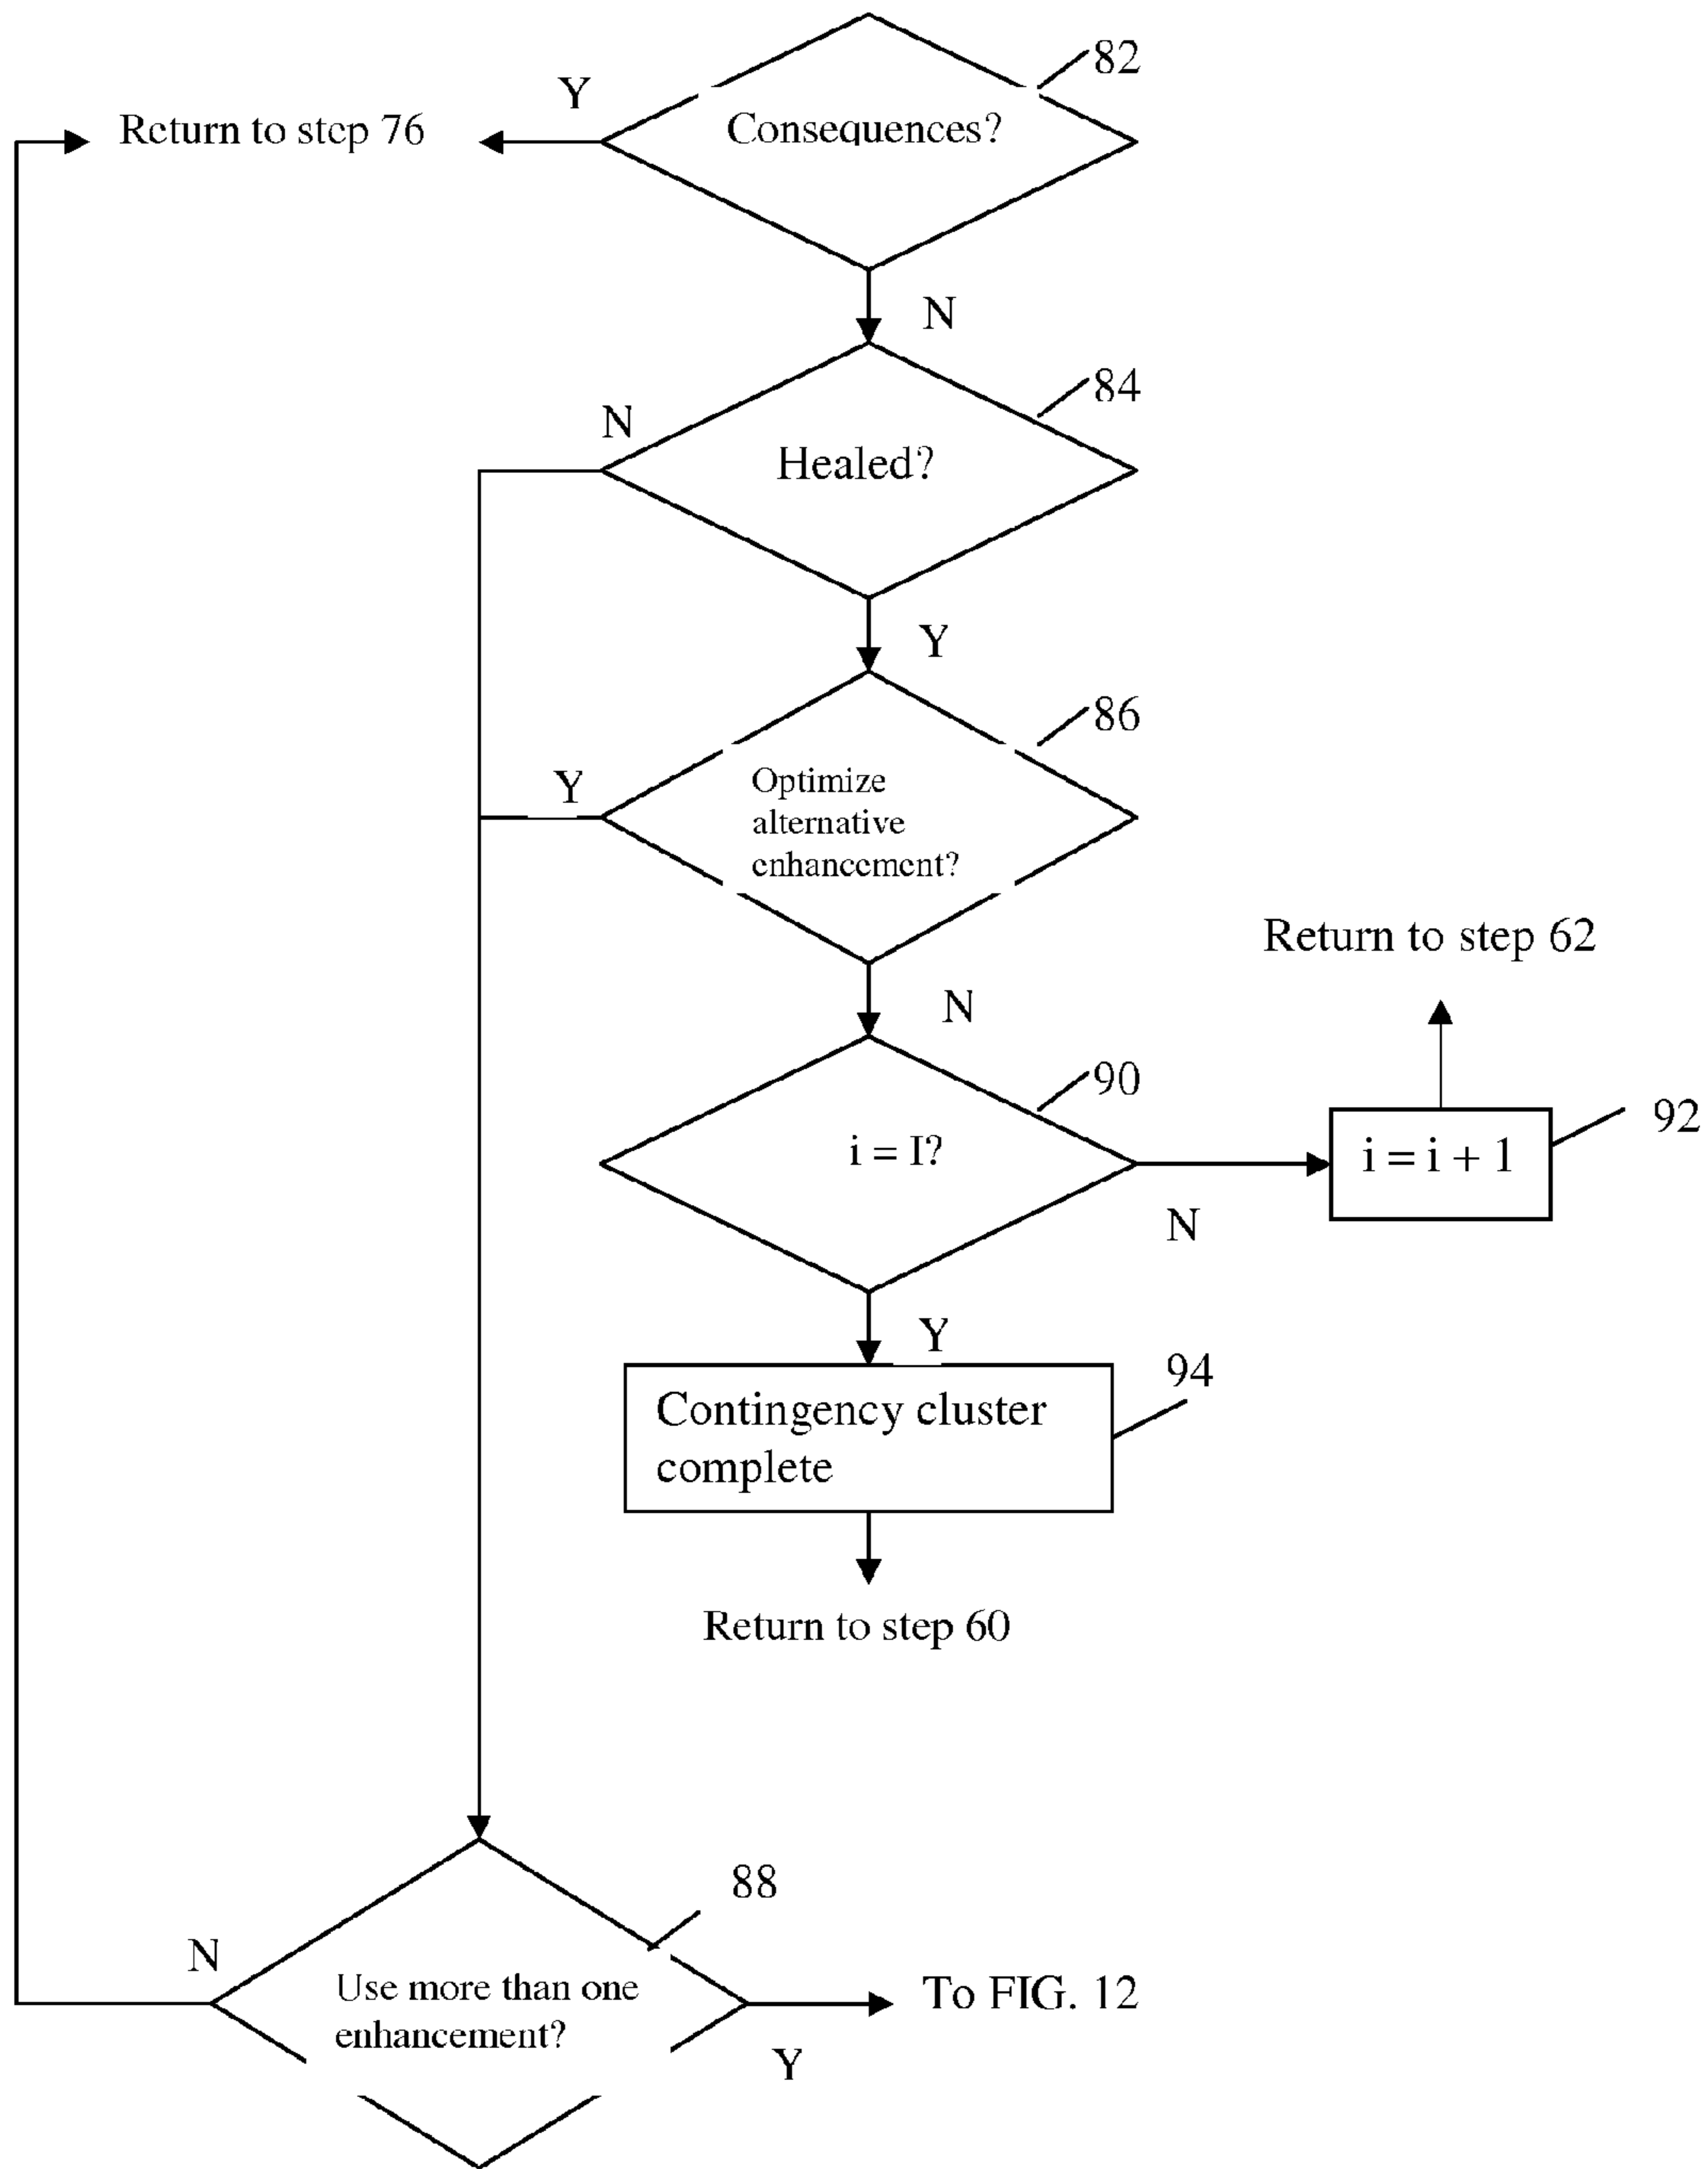 82
Y
Return to step 76
Consequences?
N
84
N
Healed?
Y
86
Y
Optimize
alternative
enhancement?
Return to step 62
N
90
92
i = I?
i = i + 1
N
Y
94
Contingency cluster
complete
Return to step 60
88
N
Use more than one
enhancement?
To FIG. 12
Y